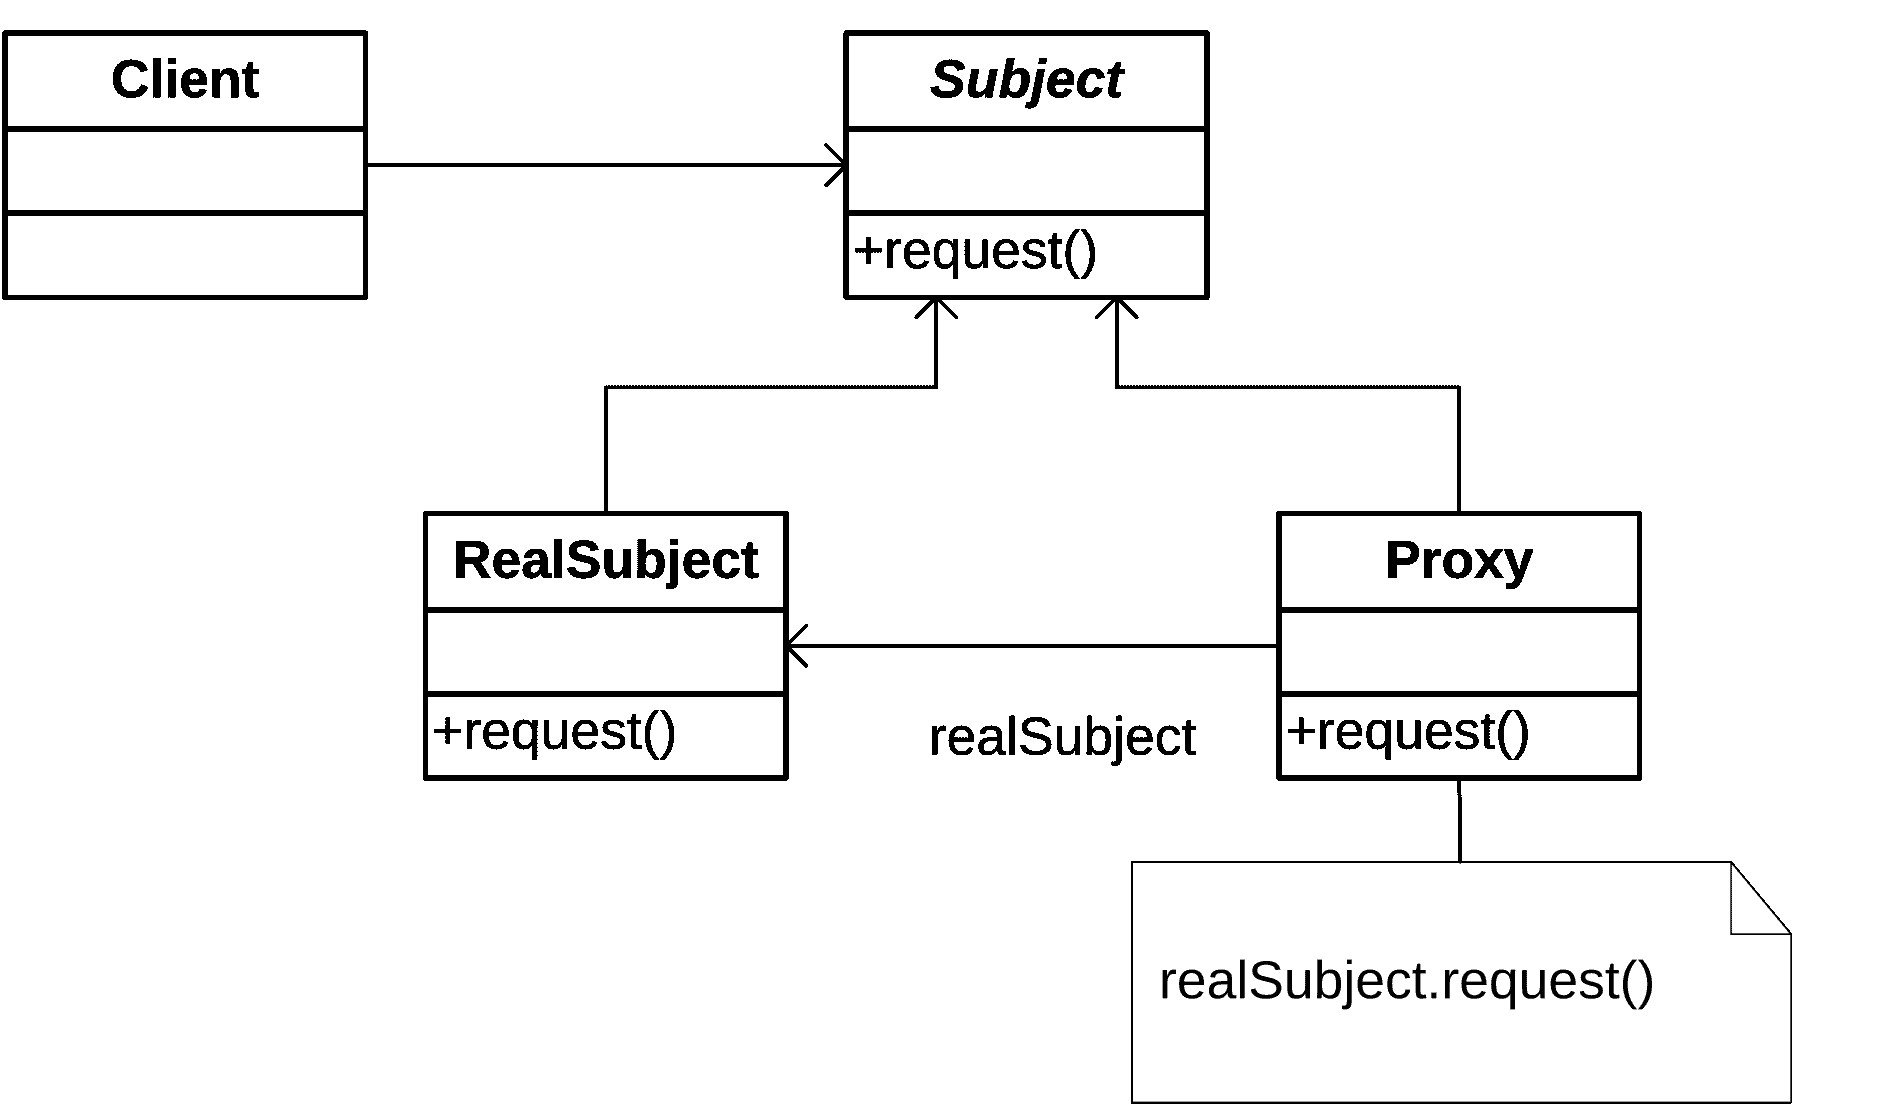 Client
Subject
+request()
RealSubject
Proxy
+request()
realSubject
+request()
realSubject.request()